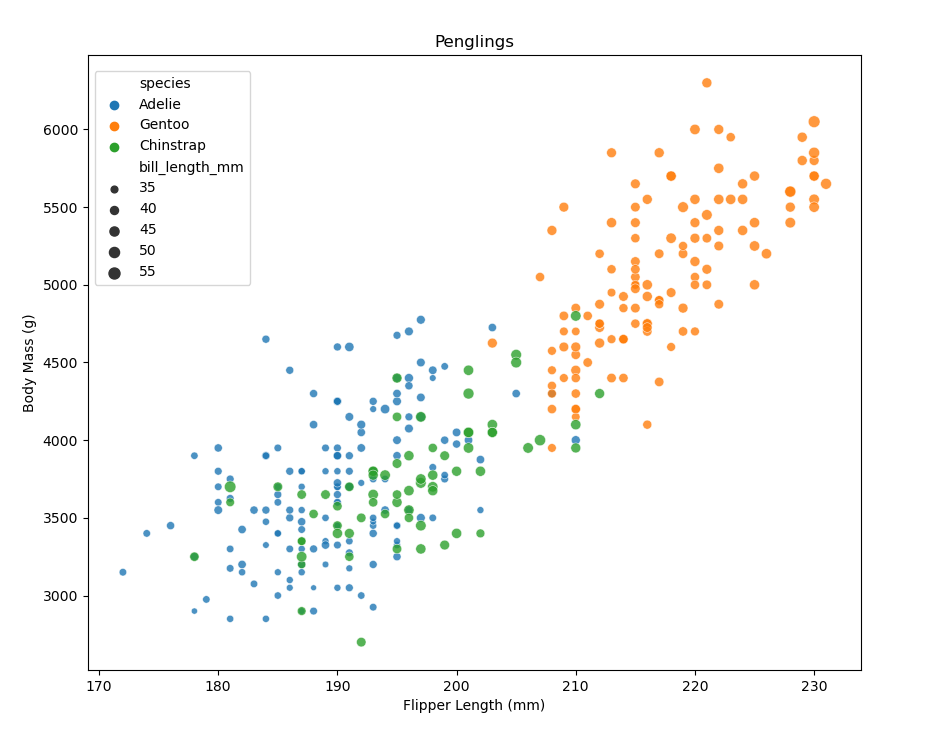 Penglings
species
Adelie
Gentoo
Chinstrap
bill_length_mm
35
40
45
50
55
6000
5500
5000
4500
4000
3500
3000
Body Mass (g)
170 180 190 200 210 220 230
Flipper Length (mm)